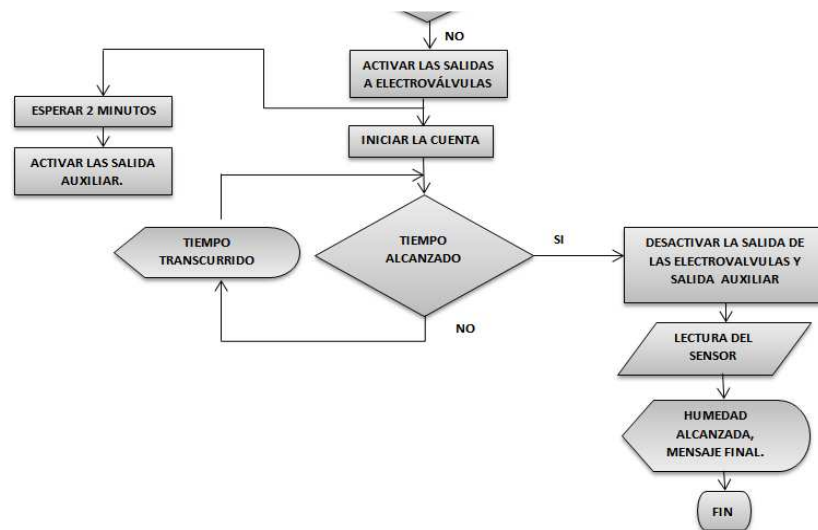 NO
ACTIVAR LAS SALIDAS
A ELECTROVÁLVULAS
ESPERAR 2 MINUTOS
INICIAR LA CUENTA
ACTIVAR LAS SALIDA
AUXILIAR.
TIEMPO
TRANSCURRIDO
TIEMPO
ALCANZADO
SI
DESACTIVAR LA SALIDA DE
LAS ELECTROVALVULAS Y
SALIDA AUXILIAR
NO
LECTURA DEL
SENSOR
HUMEDAD
ALCANZADA,
MENSAJE FINAL.
FIN